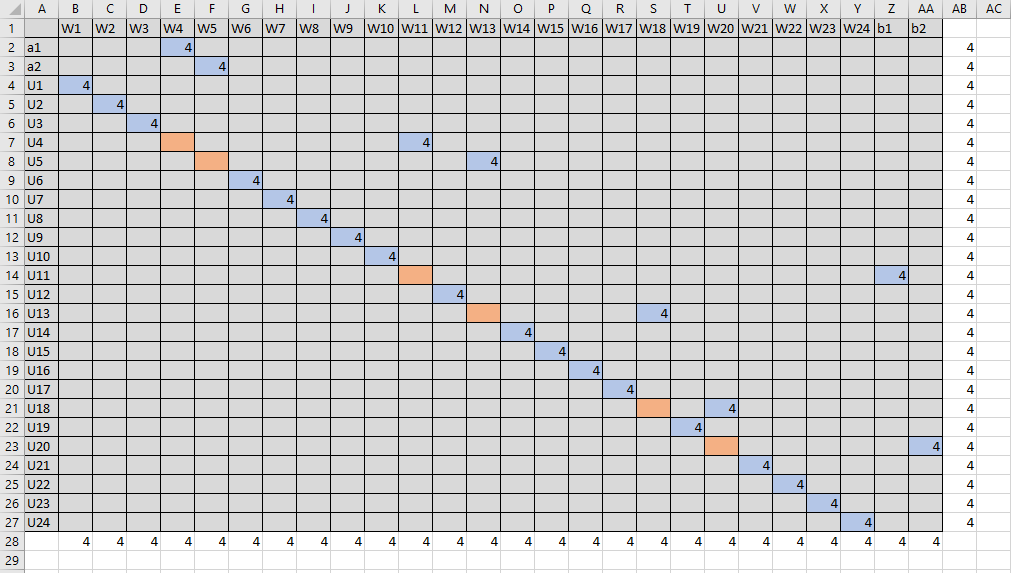 A B C D E F G H I J K L M N O P Q R S T U V W X Y Z AA AB AC
1 W1 W2 W3 W4 W5 W6 W7 W8 W9 W10 W11 W12 W13 W14 W15 W16 W17 W18 W19 W20 W21 W22 W23 W24 b1 b2
2 a1 4 4
3 a2 4 4
4 U1 4 4
5 U2 4 4
6 U3 4 4
7 U4 4 4
8 U5 4 4
9 U6 4 4
10 U7 4 4
11 U8 4 4
12 U9 4 4
13 U10 4 4
14 U11 4 4
15 U12 4 4
16 U13 4 4
17 U14 4 4
18 U15 4 4
19 U16 4 4
20 U17 4 4
21 U18 4 4
22 U19 4 4
23 U20 4 4
24 U21 4 4
25 U22 4 4
26 U23 4 4
27 U24 4 4
28 4 4 4 4 4 4 4 4 4 4 4 4 4 4 4 4 4 4 4 4 4 4 4 4 4 4
29